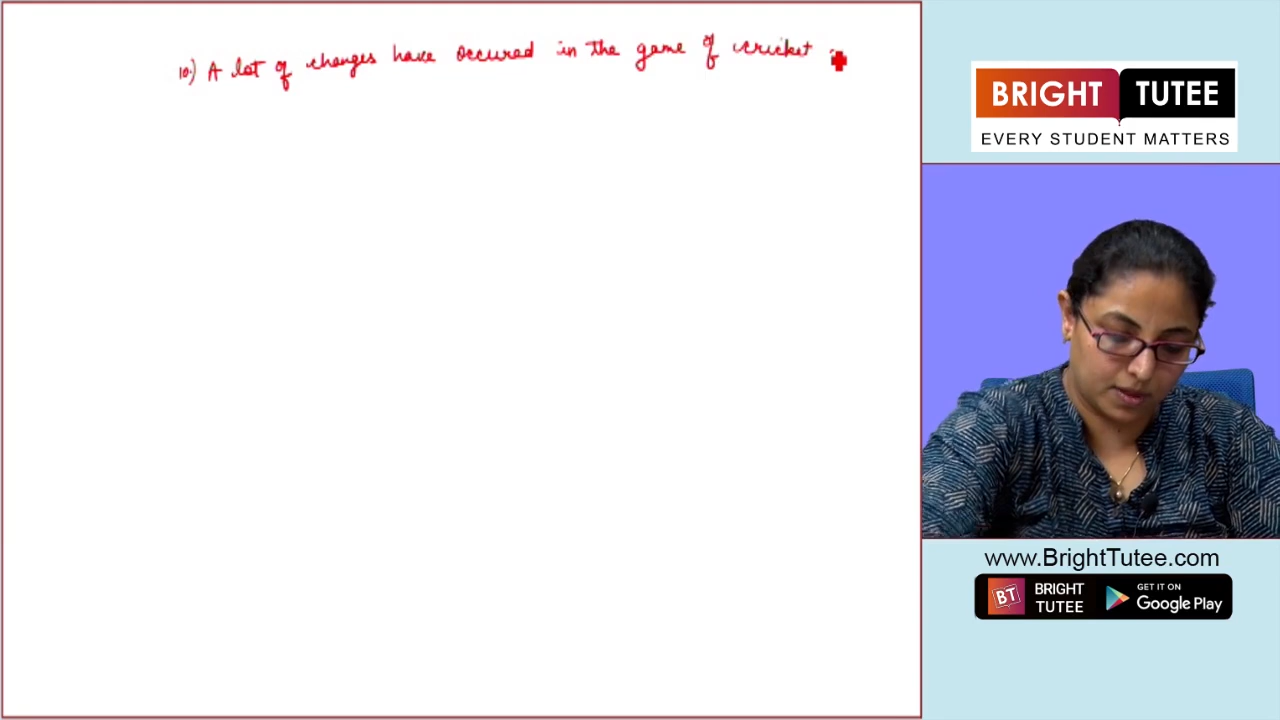 10.) A lot of changes have occured in the game of cricket
BRIGHT TUTEE
EVERY STUDENT MATTERS
www.BrightTutee.com
BT
BRIGHT TUTEE
GET IT ON
Google Play